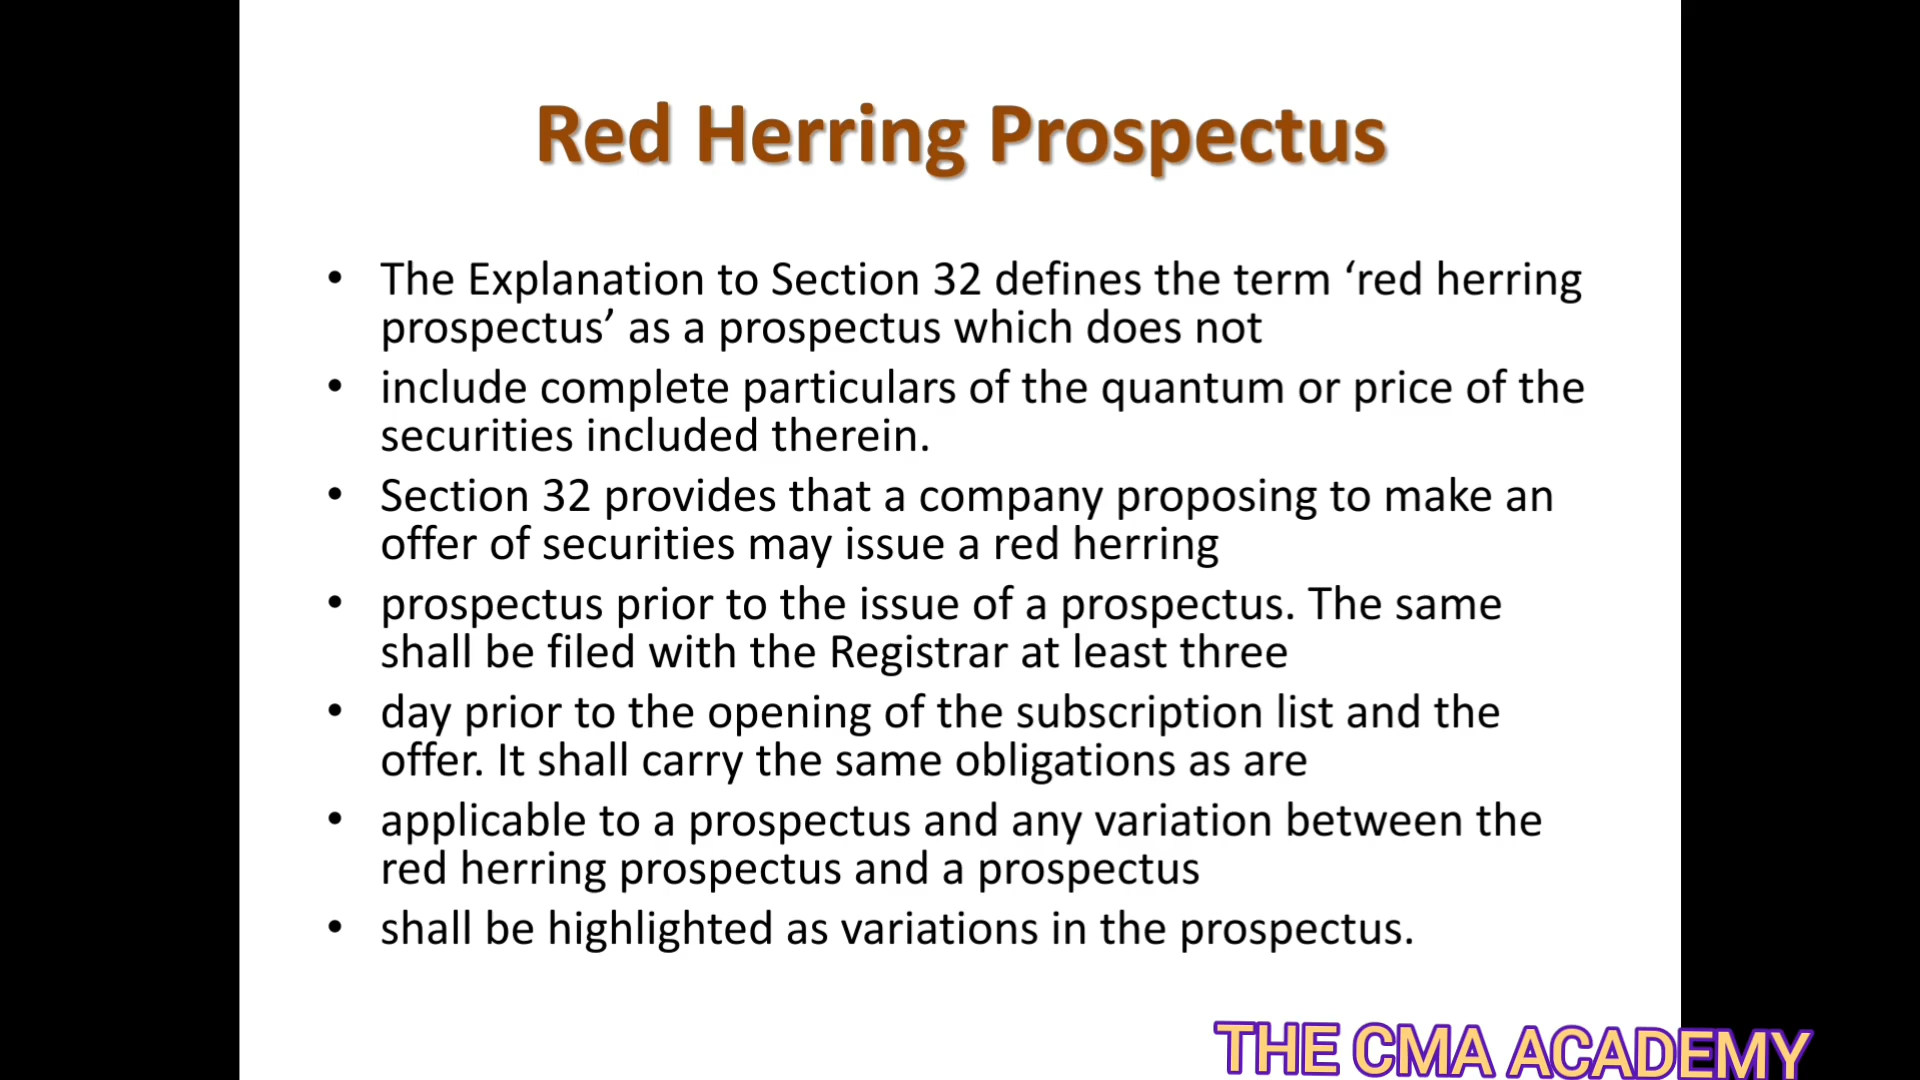 Red Herring Prospectus
• The Explanation to Section 32 defines the term ‘red herring
prospectus’ as a prospectus which does not
• include complete particulars of the quantum or price of the
securities included therein.
• Section 32 provides that a company proposing to make an
offer of securities may issue a red herring
• prospectus prior to the issue of a prospectus. The same
shall be filed with the Registrar at least three
• day prior to the opening of the subscription list and the
offer. It shall carry the same obligations as are
• applicable to a prospectus and any variation between the
red herring prospectus and a prospectus
• shall be highlighted as variations in the prospectus.
THE CMA ACADEMY